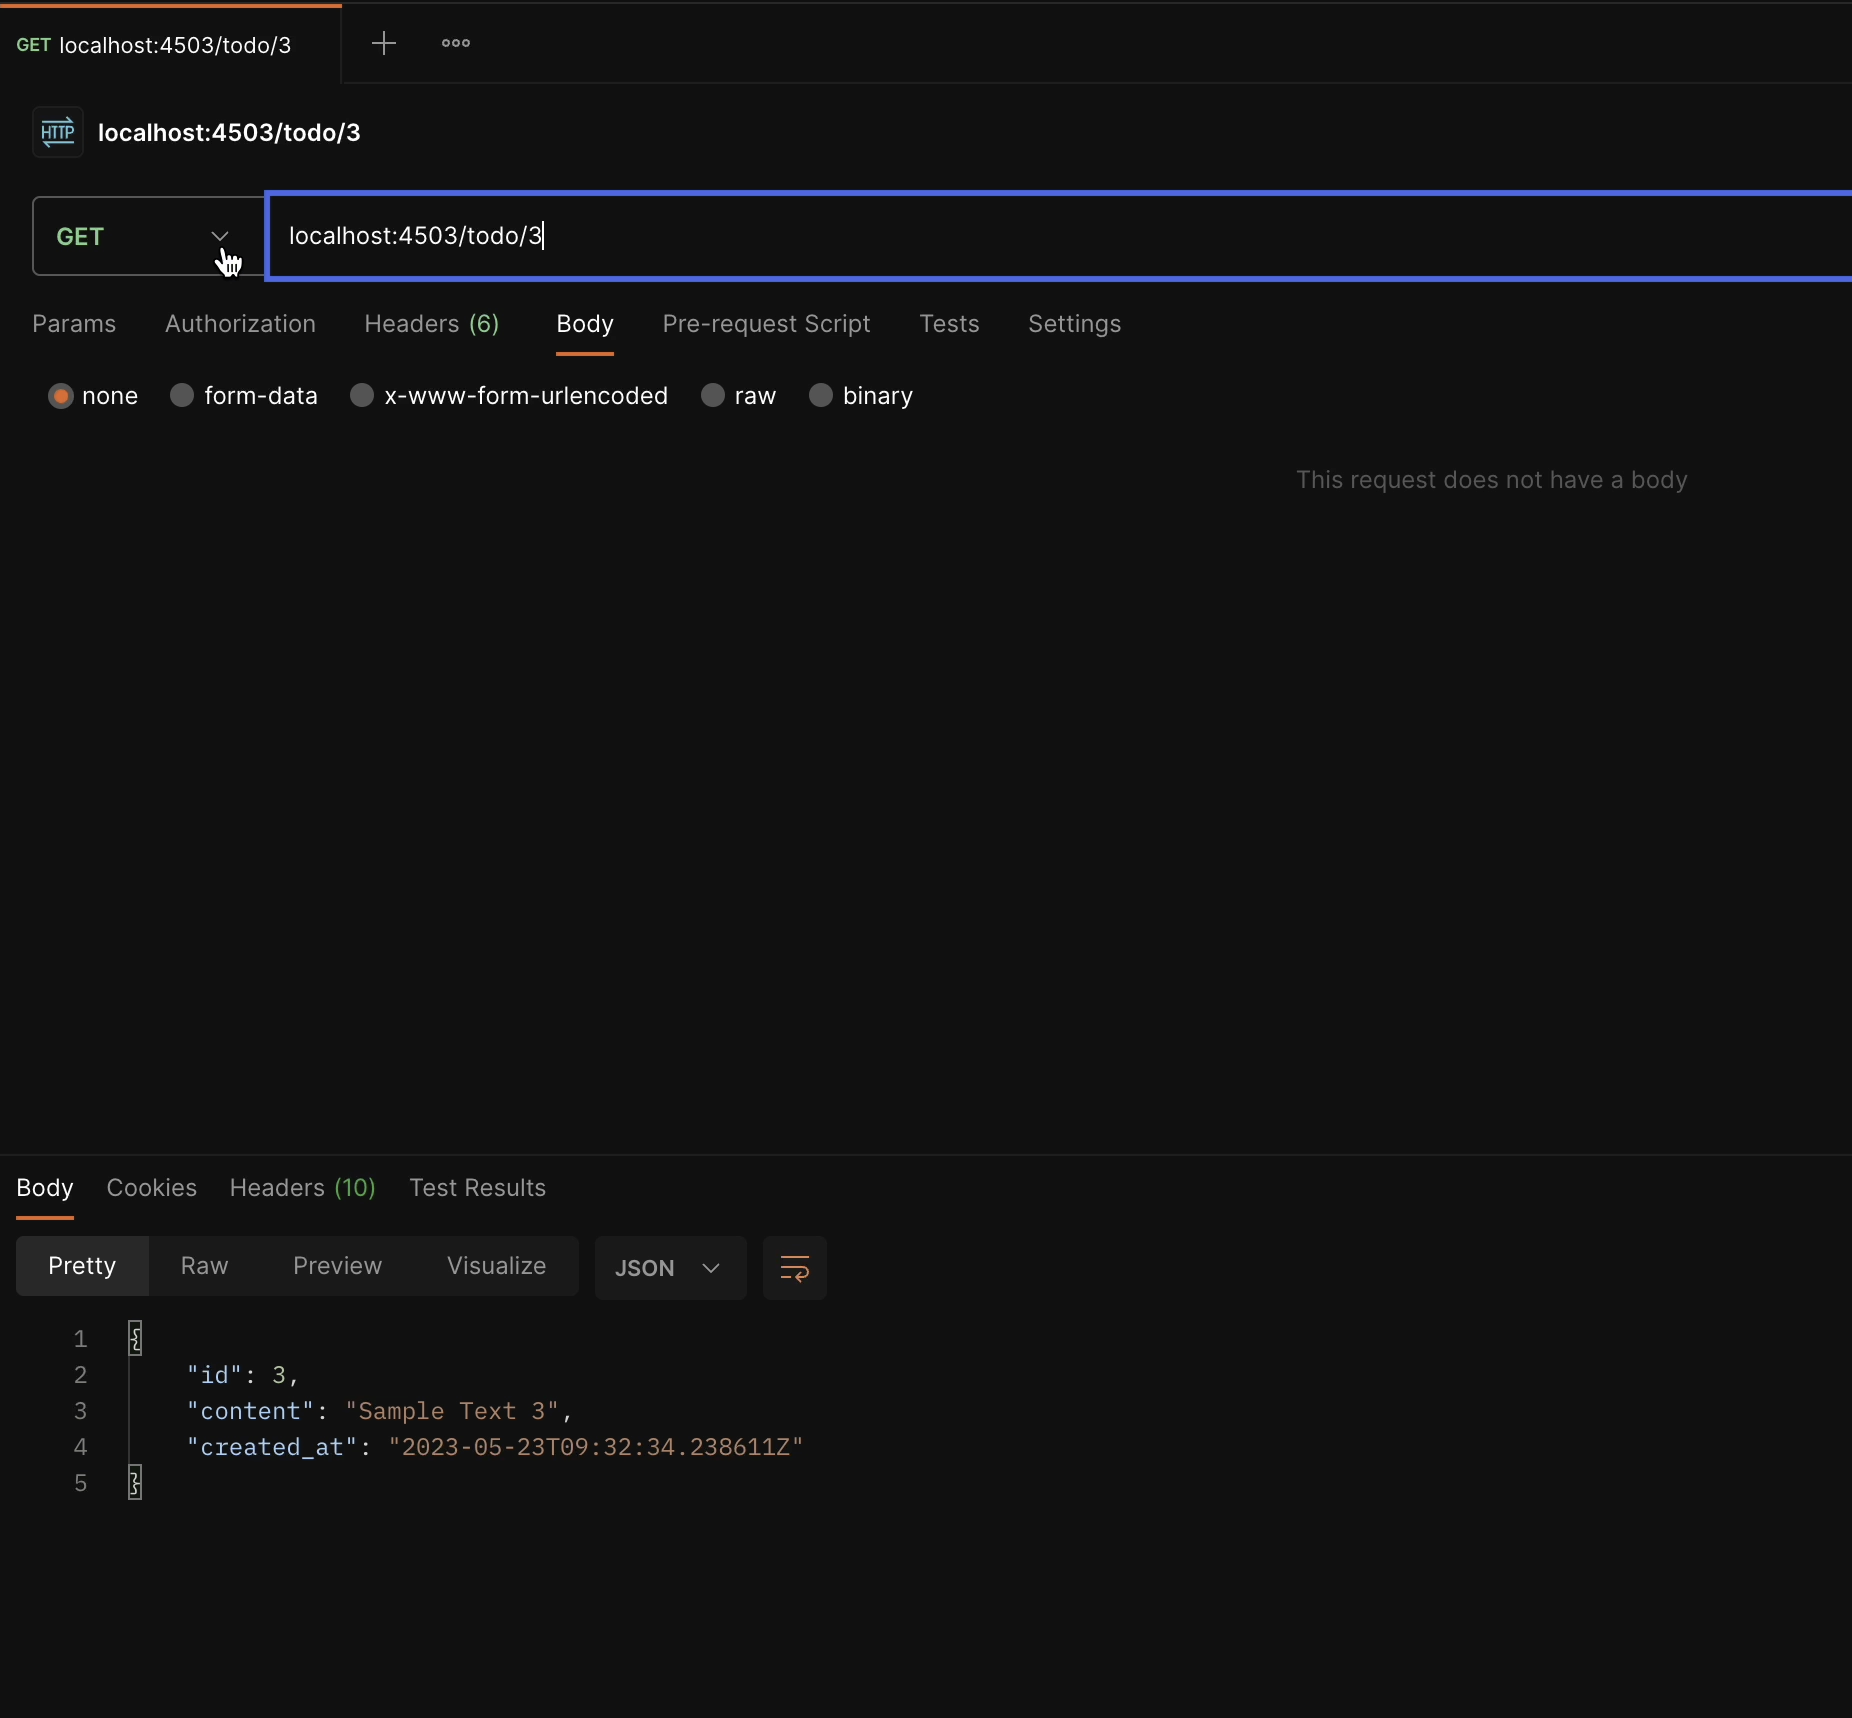 GET localhost:4503/todo/3
HTTP localhost:4503/todo/3
GET localhost:4503/todo/3
Params Authorization Headers (6) Body Pre-request Script Tests Settings
none form-data x-www-form-urlencoded raw binary
This request does not have a body
Body Cookies Headers (10) Test Results
Pretty Raw Preview Visualize JSON
1 {
2 "id": 3,
3 "content": "Sample Text 3",
4 "created_at": "2023-05-23T09:32:34.238611Z"
5 }